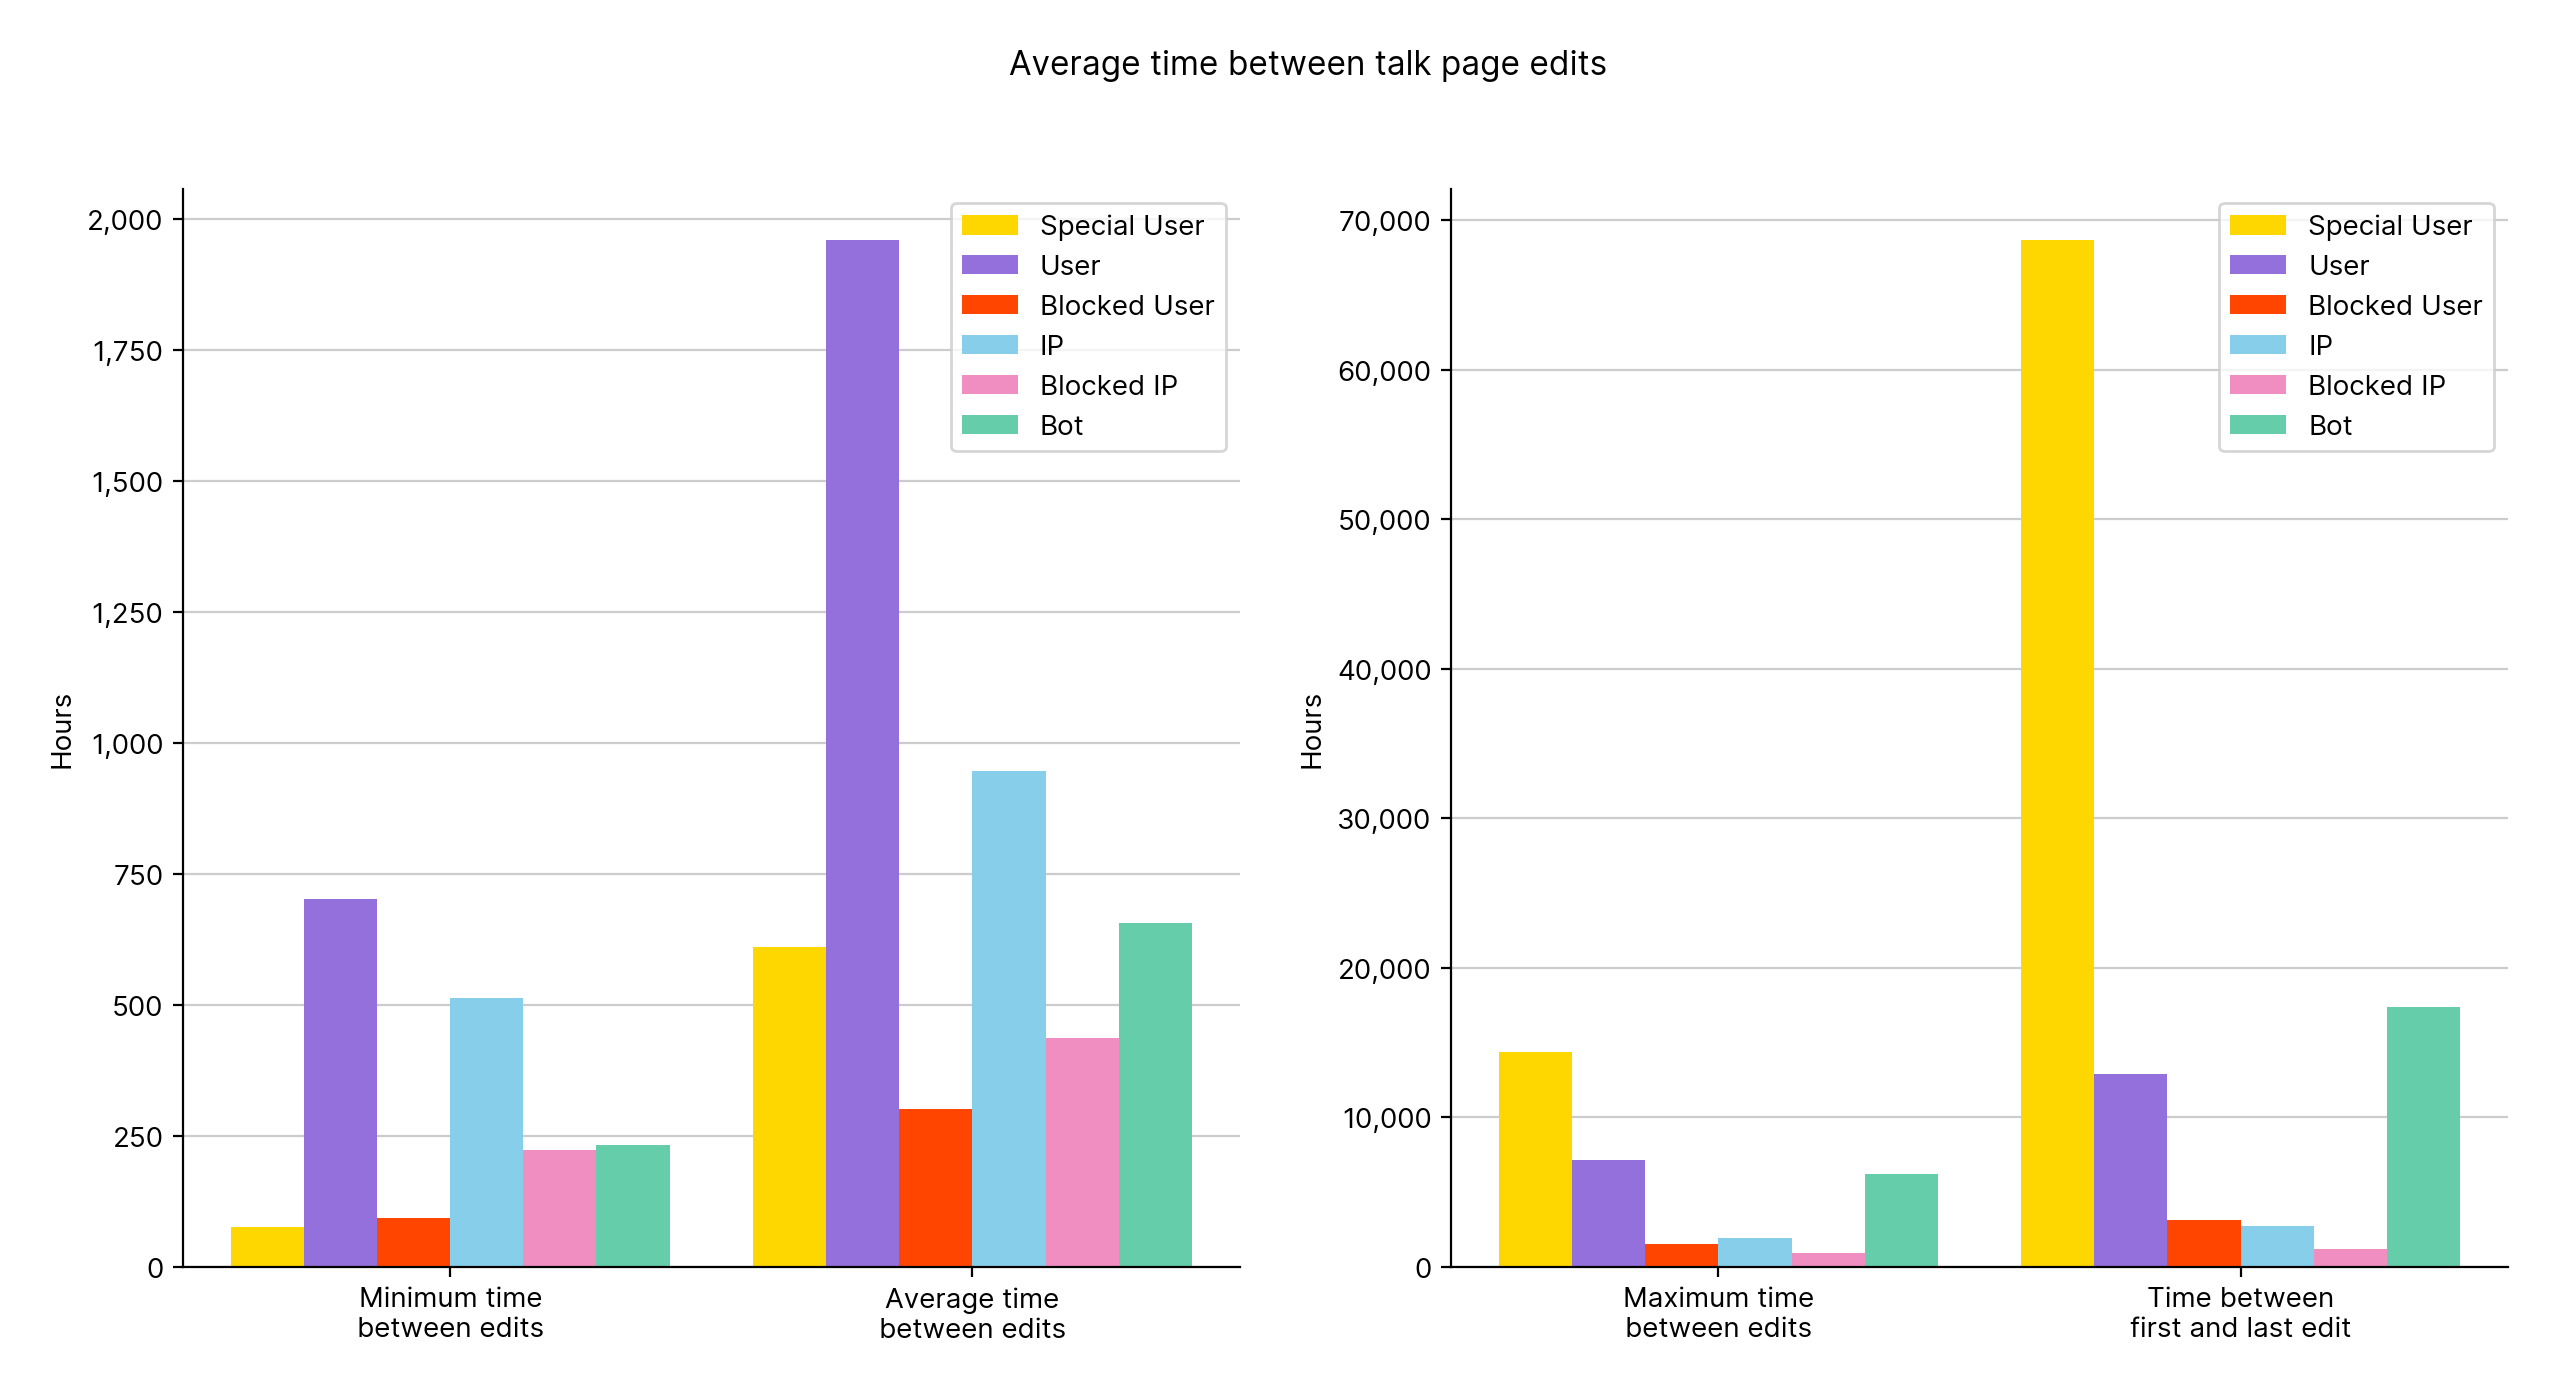 Average time between talk page edits
Hours
2,000
1,750
1,500
1,250
1,000
750
500
250
0
Special User
User
Blocked User
IP
Blocked IP
Bot
Minimum time
between edits
Average time
between edits
Hours
70,000
60,000
50,000
40,000
30,000
20,000
10,000
0
Special User
User
Blocked User
IP
Blocked IP
Bot
Maximum time
between edits
Time between
first and last edit